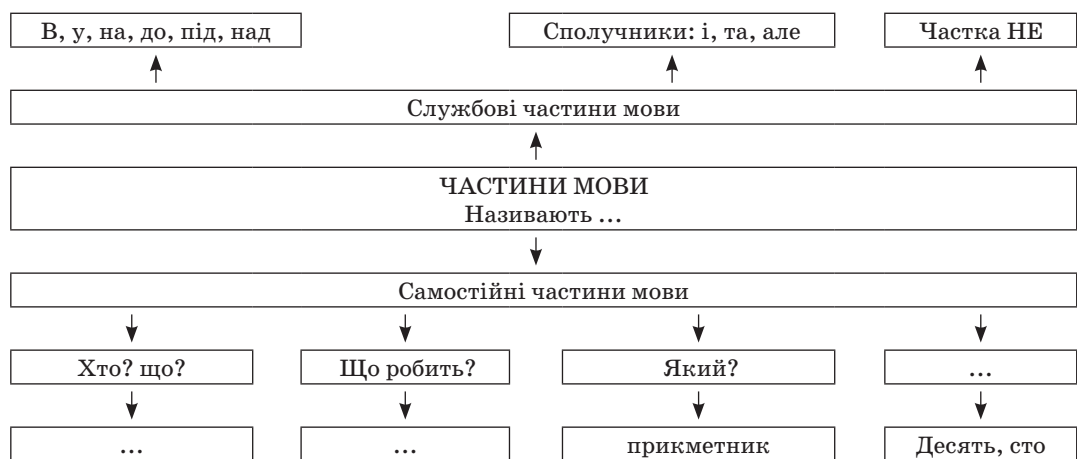 В, у, на, до, під, над
Сполучники: і, та, але
Частка НЕ
Службові частини мови
ЧАСТИНИ МОВИ
Називають ...
Самостійні частини мови
Хто? що?
Що робить?
Який?
...
...
...
прикметник
Десять, сто